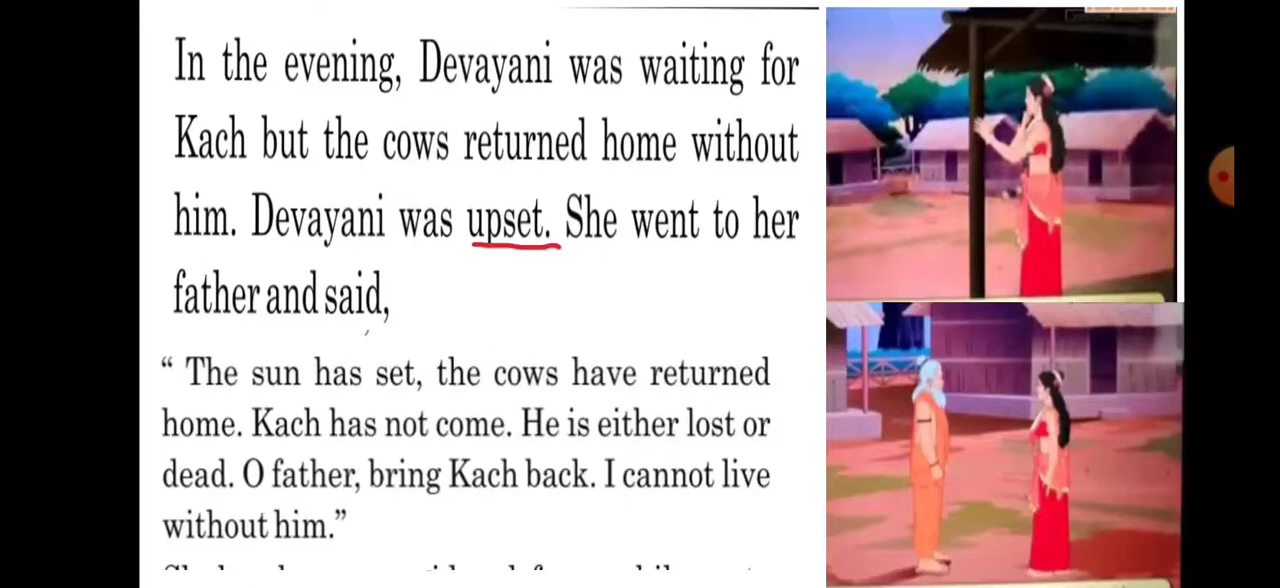 In the evening, Devayani was waiting for
Kach but the cows returned home without
him. Devayani was upset. She went to her
father and said,
“ The sun has set, the cows have returned
home. Kach has not come. He is either lost or
dead. O father, bring Kach back. I cannot live
without him.”